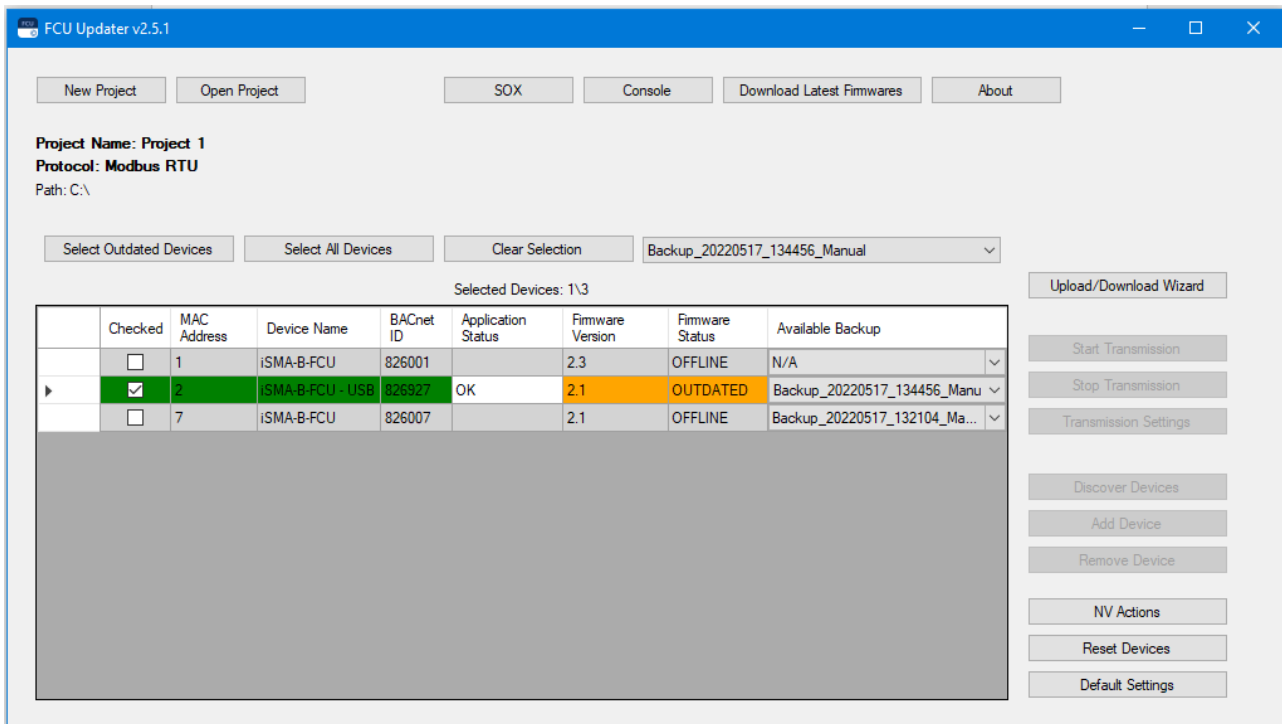 FCU Updater v2.5.1
New Project Open Project SOX Console Download Latest Firmwares About
Project Name: Project 1
Protocol: Modbus RTU
Path: C:\
Select Outdated Devices Select All Devices Clear Selection Backup_20220517_134456_Manual
Selected Devices: 1\3
Upload/Download Wizard
Checked MAC Address Device Name BACnet ID Application Status Firmware Version Firmware Status Available Backup
1 iSMA-B-FCU 826001 2.3 OFFLINE N/A
2 iSMA-B-FCU - USB 826927 OK 2.1 OUTDATED Backup_20220517_134456_Manu
7 iSMA-B-FCU 826007 2.1 OFFLINE Backup_20220517_132104_Ma...
Start Transmission
Stop Transmission
Transmission Settings
Discover Devices
Add Device
Remove Device
NV Actions
Reset Devices
Default Settings